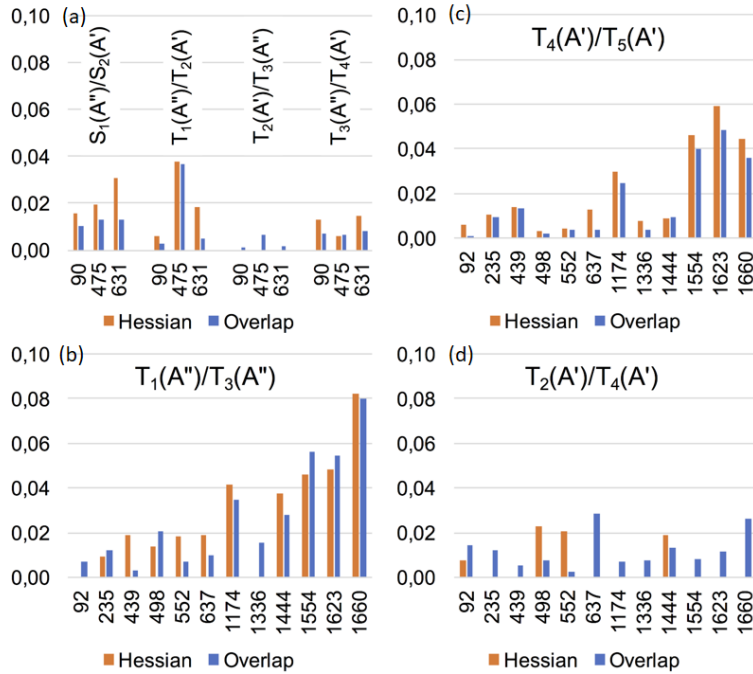 (a)
0,10
0,08
0,06
0,04
0,02
0,00
S₁(A")/S₂(A')
T₁(A")/T₂(A')
T₂(A')/T₃(A")
T₃(A")/T₄(A')
90 475 631 90 475 631 90 475 631 90 475 631
Hessian Overlap
(c)
T₄(A')/T₅(A')
0,10
0,08
0,06
0,04
0,02
0,00
92 235 439 498 552 637 1174 1336 1444 1554 1623 1660
Hessian Overlap
(b)
T₁(A")/T₃(A")
0,10
0,08
0,06
0,04
0,02
0,00
92 235 439 498 552 637 1174 1336 1444 1554 1623 1660
Hessian Overlap
(d)
T₂(A')/T₄(A')
0,10
0,08
0,06
0,04
0,02
0,00
92 235 439 498 552 637 1174 1336 1444 1554 1623 1660
Hessian Overlap